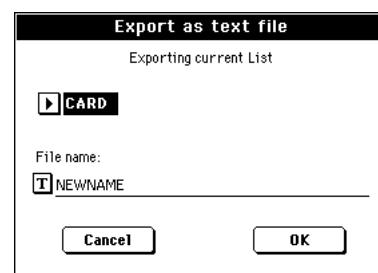 Export as text file
Exporting current List
CARD
File name:
T NEWNAME
Cancel OK